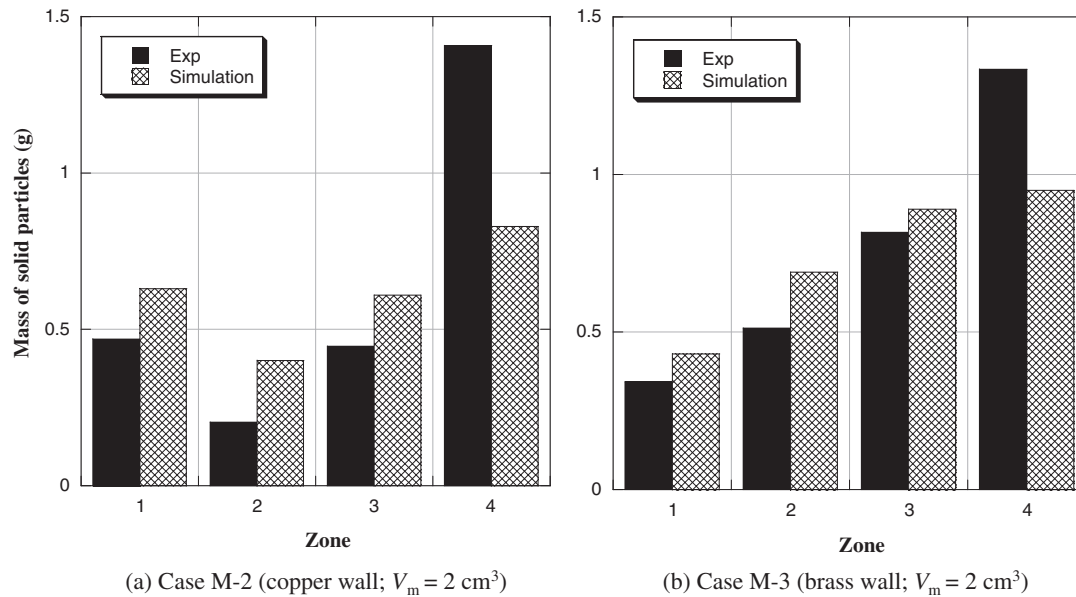 Mass of solid particles (g)
1.5
1
0.5
0
Exp
Simulation
1
2
3
4
Zone
(a) Case M-2 (copper wall; Vm = 2 cm³)
1.5
1
0.5
0
Exp
Simulation
1
2
3
4
Zone
(b) Case M-3 (brass wall; Vm = 2 cm³)